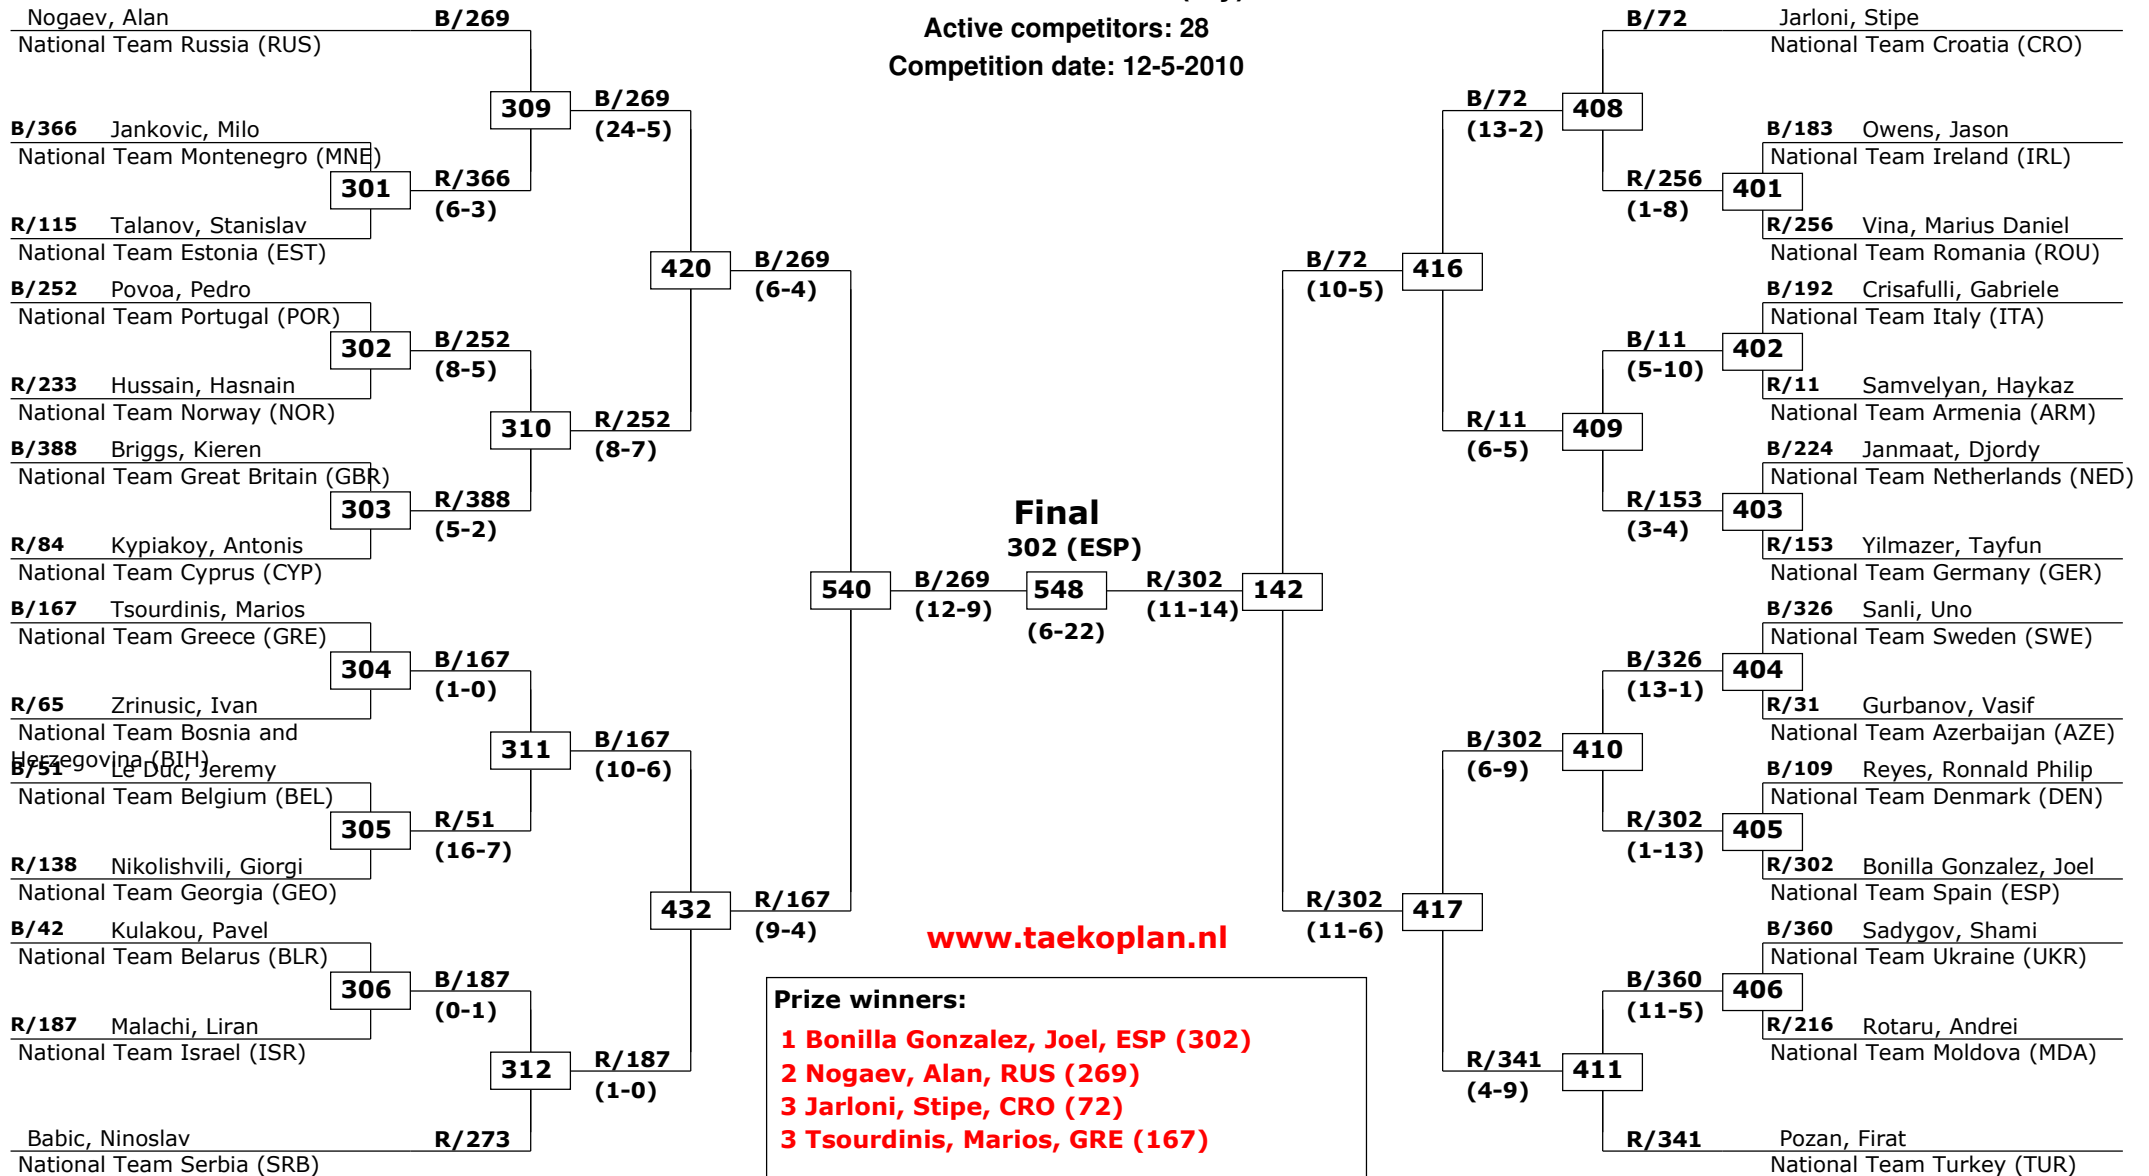 Active competitors: 28
Competition date: 12-5-2010
Nogaev, Alan B/269
National Team Russia (RUS)
B/366 Jankovic, Milo
National Team Montenegro (MNE)
R/115 Talanov, Stanislav
National Team Estonia (EST)
B/252 Povoa, Pedro
National Team Portugal (POR)
R/233 Hussain, Hasnain
National Team Norway (NOR)
B/388 Briggs, Kieren
National Team Great Britain (GBR)
R/84 Kypiakoy, Antonis
National Team Cyprus (CYP)
B/167 Tsourdinis, Marios
National Team Greece (GRE)
R/65 Zrinusic, Ivan
National Team Bosnia and
Herzegovina (BIH)
B/51 Le Duc, Jeremy
National Team Belgium (BEL)
R/138 Nikolishvili, Giorgi
National Team Georgia (GEO)
B/42 Kulakou, Pavel
National Team Belarus (BLR)
R/187 Malachi, Liran
National Team Israel (ISR)
Babic, Ninoslav R/273
National Team Serbia (SRB)
301 R/366
(6-3)
302 B/252
(8-5)
303 R/388
(5-2)
304 B/167
(1-0)
305 R/51
(16-7)
306 B/187
(0-1)
309 B/269
(24-5)
310 R/252
(8-7)
311 B/167
(10-6)
312 R/187
(1-0)
420 B/269
(6-4)
432 R/167
(9-4)
540 B/269
(12-9)
Final
302 (ESP)
548
(6-22)
R/302 142
(11-14)
B/72 416
(10-5)
R/302 417
(11-6)
B/72 408
(13-2)
R/11 409
(6-5)
B/302 410
(6-9)
R/341 411
(4-9)
R/256 401
(1-8)
B/11 402
(5-10)
R/153 403
(3-4)
B/326 404
(13-1)
R/302 405
(1-13)
B/360 406
(11-5)
B/72 Jarloni, Stipe
National Team Croatia (CRO)
B/183 Owens, Jason
National Team Ireland (IRL)
R/256 Vina, Marius Daniel
National Team Romania (ROU)
B/192 Crisafulli, Gabriele
National Team Italy (ITA)
R/11 Samvelyan, Haykaz
National Team Armenia (ARM)
B/224 Janmaat, Djordy
National Team Netherlands (NED)
R/153 Yilmazer, Tayfun
National Team Germany (GER)
B/326 Sanli, Uno
National Team Sweden (SWE)
R/31 Gurbanov, Vasif
National Team Azerbaijan (AZE)
B/109 Reyes, Ronnald Philip
National Team Denmark (DEN)
R/302 Bonilla Gonzalez, Joel
National Team Spain (ESP)
B/360 Sadygov, Shami
National Team Ukraine (UKR)
R/216 Rotaru, Andrei
National Team Moldova (MDA)
R/341 Pozan, Firat
National Team Turkey (TUR)
www.taekoplan.nl
Prize winners:
1 Bonilla Gonzalez, Joel, ESP (302)
2 Nogaev, Alan, RUS (269)
3 Jarloni, Stipe, CRO (72)
3 Tsourdinis, Marios, GRE (167)